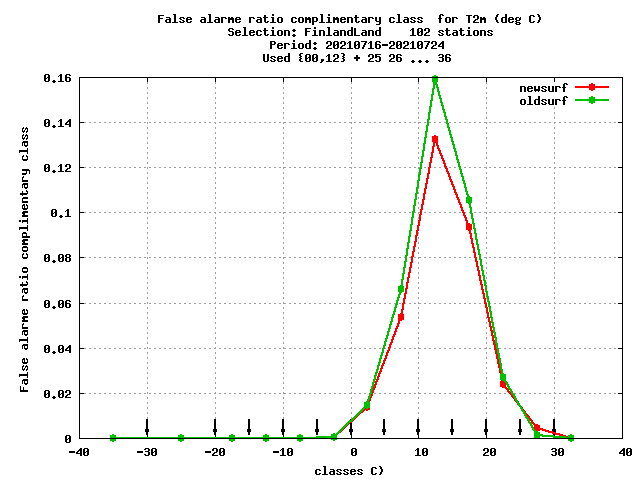 False alarme ratio complimentary class  for T2m (deg C)
Selection: FinlandLand    102 stations
Period: 20210716-20210724
Used {00,12} + 25 26 ... 36
newsurf
oldsurf
False alarme ratio complimentary class
0.16
0.14
0.12
0.1
0.08
0.06
0.04
0.02
0
-40 -30 -20 -10 0 10 20 30 40
classes C)